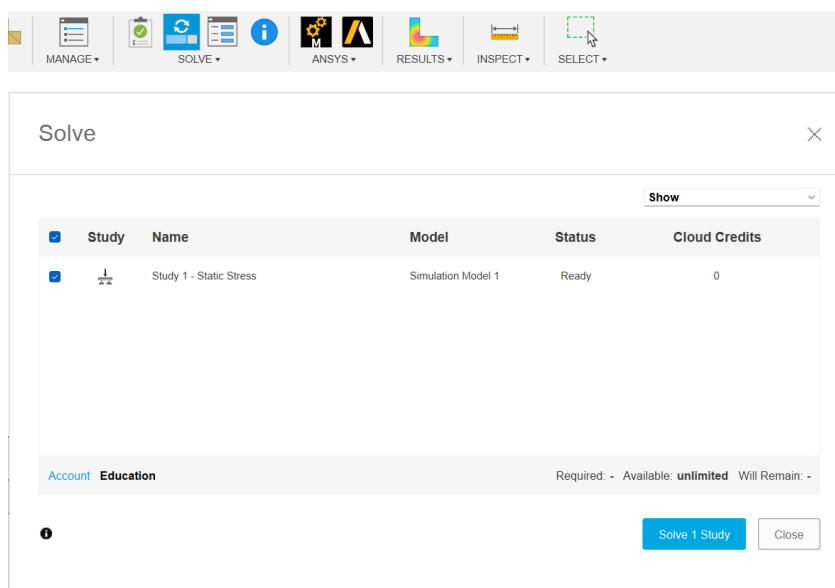 MANAGE SOLVE ANSYS RESULTS INSPECT SELECT
Solve
Show
Study Name Model Status Cloud Credits
Study 1 - Static Stress Simulation Model 1 Ready 0
Account Education Required: - Available: unlimited Will Remain: -
Solve 1 Study Close